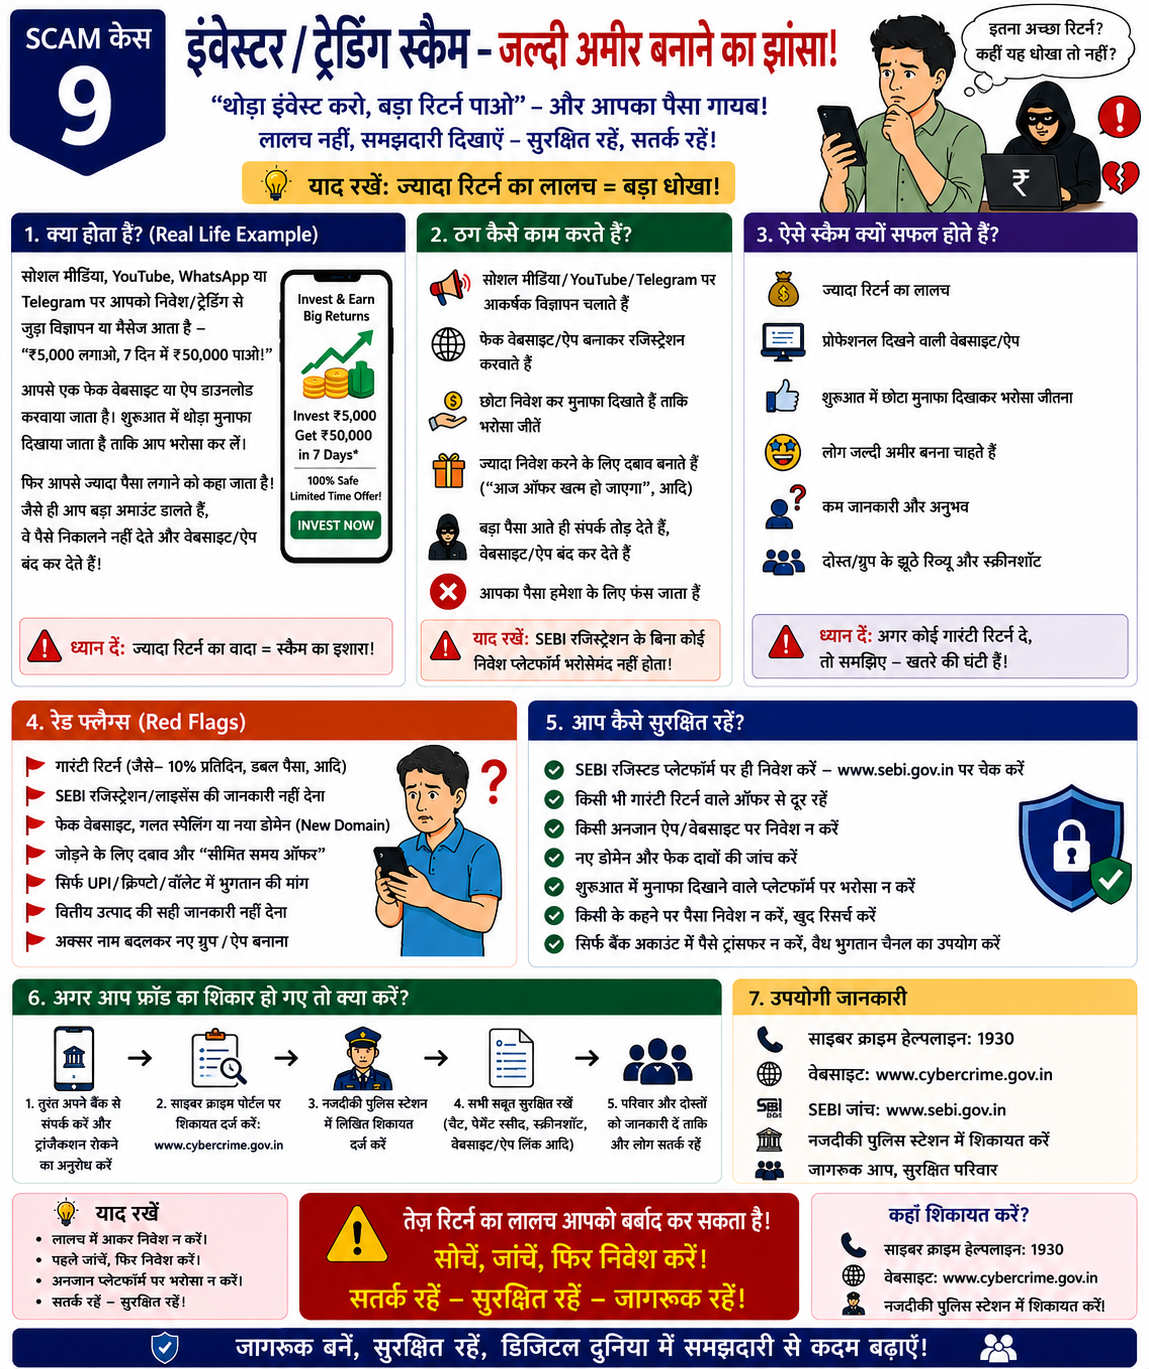 SCAM केस
9
इंवेस्टर / ट्रेडिंग स्कैम – जल्दी अमीर बनाने का झांसा!
“थोड़ा इंवेस्ट करो, बड़ा रिटर्न पाओ” – और आपका पैसा गायब!
लालच नहीं, समझदारी दिखाएँ – सुरक्षित रहें, सतर्क रहें!
याद रखें: ज्यादा रिटर्न का लालच = बड़ा धोखा!
इतना अच्छा रिटर्न?
कहीं यह धोखा तो नहीं?
₹
1. क्या होता हैं? (Real Life Example)
सोशल मीडिया, YouTube, WhatsApp या
Telegram पर आपको निवेश/ट्रेडिंग से
जुड़ा विज्ञापन या मैसेज आता है –
“₹5,000 लगाओ, 7 दिन में ₹50,000 पाओ!”
आपसे एक फेक वेबसाइट या ऐप डाउनलोड
करवाया जाता है। शुरूआत में थोड़ा मुनाफा
दिखाया जाता है ताकि आप भरोसा कर लें।
फिर आपसे ज्यादा पैसा लगाने को कहा जाता है!
जैसे ही आप बड़ा अमाउंट डालते हैं,
वे पैसे निकालने नहीं देते और वेबसाइट/ऐप
बंद कर देते हैं!
Invest & Earn
Big Returns
Invest ₹5,000
Get ₹50,000
in 7 Days*
100% Safe
Limited Time Offer!
INVEST NOW
ध्यान दें: ज्यादा रिटर्न का वादा = स्कैम का इशारा!
2. ठग कैसे काम करते हैं?
सोशल मीडिया/YouTube/Telegram पर
आकर्षक विज्ञापन चलाते हैं
फेक वेबसाइट/ऐप बनाकर रजिस्ट्रेशन
करवाते हैं
छोटा निवेश कर मुनाफा दिखाते हैं ताकि
भरोसा जीतें
ज्यादा निवेश करने के लिए दबाव बनाते हैं
(“आज ऑफर खत्म हो जाएगा”, आदि)
बड़ा पैसा आते ही संपर्क तोड़ देते हैं,
वेबसाइट/ऐप बंद कर देते हैं
आपका पैसा हमेशा के लिए फंस जाता हैं
याद रखें: SEBI रजिस्ट्रेशन के बिना कोई
निवेश प्लेटफॉर्म भरोसेमंद नहीं होता!
3. ऐसे स्कैम क्यों सफल होते हैं?
ज्यादा रिटर्न का लालच
प्रोफेशनल दिखने वाली वेबसाइट/ऐप
शुरूआत में छोटा मुनाफा दिखाकर भरोसा जीतना
लोग जल्दी अमीर बनना चाहते हैं
कम जानकारी और अनुभव
दोस्त/ग्रुप के झूठे रिव्यू और स्क्रीनशॉट
ध्यान दें: अगर कोई गारंटी रिटर्न दे,
तो समझिए – खतरे की घंटी हैं!
4. रेड फ्लैग्स (Red Flags)
गारंटी रिटर्न (जैसे– 10% प्रतिदिन, डबल पैसा, आदि)
SEBI रजिस्ट्रेशन/लाइसेंस की जानकारी नहीं देना
फेक वेबसाइट, गलत स्पेलिंग या नया डोमेन (New Domain)
जोड़ने के लिए दबाव और “सीमित समय ऑफर”
सिर्फ UPI/क्रिप्टो/वॉलेट में भुगतान की मांग
वितीय उत्पाद की सही जानकारी नहीं देना
अक्सर नाम बदलकर नए ग्रुप / ऐप बनाना
5. आप कैसे सुरक्षित रहें?
SEBI रजिस्टड प्लेटफॉर्म पर ही निवेश करें – www.sebi.gov.in पर चेक करें
किसी भी गारंटी रिटर्न वाले ऑफर से दूर रहें
किसी अनजान ऐप/वेबसाइट पर निवेश न करें
नए डोमेन और फेक दावों की जांच करें
शुरूआत में मुनाफा दिखाने वाले प्लेटफॉर्म पर भरोसा न करें
किसी के कहने पर पैसा निवेश न करें, खुद रिसर्च करें
सिर्फ बैंक अकाउंट में पैसे ट्रांसफर न करें, वैध भुगतान चैनल का उपयोग करें
6. अगर आप फ्रॉड का शिकार हो गए तो क्या करें?
1. तुरंत अपने बैंक से
संपर्क करें और
ट्रांजैकशन रोकने
का अनुरोध करें
2. साइबर क्राइम पोर्टल पर
शिकायत दर्ज करें:
www.cybercrime.gov.in
3. नजदीकी पुलिस स्टेशन
में लिखित शिकायत
दर्ज करें
4. सभी सबूत सुरक्षित रखें
(चैट, पेमेंट रसीद, स्क्रीनशॉट,
वेबसाइट/ऐप लिंक आदि)
5. परिवार और दोस्तों
को जानकारी दें ताकि
और लोग सतर्क रहें
7. उपयोगी जानकारी
साइबर क्राइम हेल्पलाइन: 1930
वेबसाइट: www.cybercrime.gov.in
SEBI जांच: www.sebi.gov.in
नजदीकी पुलिस स्टेशन में शिकायत करें
जागरूक आप, सुरक्षित परिवार
याद रखें
• लालच में आकर निवेश न करें।
• पहले जांचें, फिर निवेश करें।
• अनजान प्लेटफॉर्म पर भरोसा न करें।
• सतर्क रहें – सुरक्षित रहें!
तेज़ रिटर्न का लालच आपको बर्बाद कर सकता है!
सोचें, जांचें, फिर निवेश करें!
सतर्क रहें – सुरक्षित रहें – जागरूक रहें!
कहाँ शिकायत करें?
साइबर क्राइम हेल्पलाइन: 1930
वेबसाइट: www.cybercrime.gov.in
नजदीकी पुलिस स्टेशन में शिकायत करें!
जागरूक बनें, सुरक्षित रहें, डिजिटल दुनिया में समझदारी से कदम बढ़ाएँ!